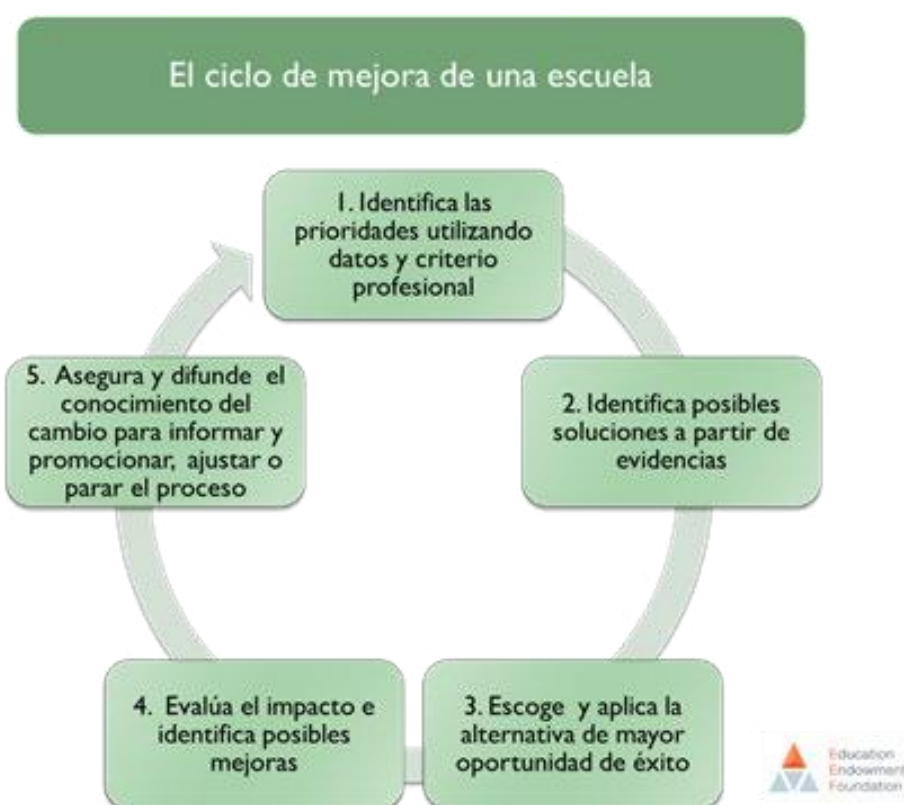 El ciclo de mejora de una escuela
1. Identifica las
prioridades utilizando
datos y criterio
profesional
2. Identifica posibles
soluciones a partir de
evidencias
3. Escoge y aplica la
alternativa de mayor
oportunidad de éxito
4. Evalúa el impacto e
identifica posibles
mejoras
5. Asegura y difunde el
conocimiento del
cambio para informar y
promocionar, ajustar o
parar el proceso
Education
Endowment
Foundation